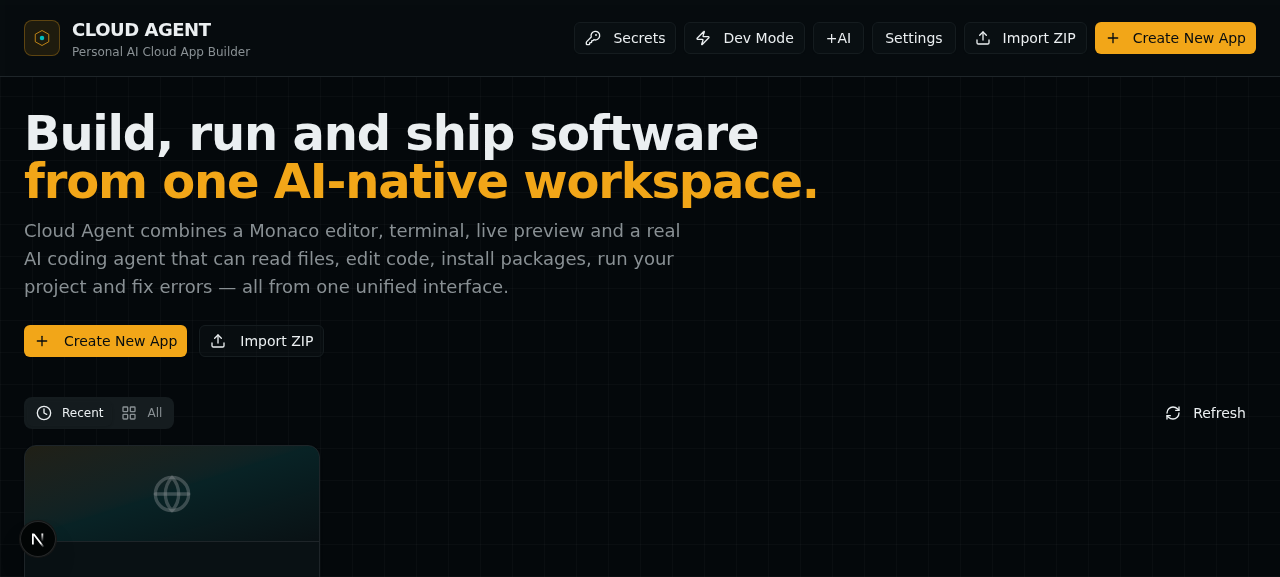 CLOUD AGENT
Personal AI Cloud App Builder
Secrets
Dev Mode
+AI
Settings
Import ZIP
Create New App
Build, run and ship software
from one AI-native workspace.
Cloud Agent combines a Monaco editor, terminal, live preview and a real
AI coding agent that can read files, edit code, install packages, run your
project and fix errors — all from one unified interface.
Create New App
Import ZIP
Recent
All
Refresh
N